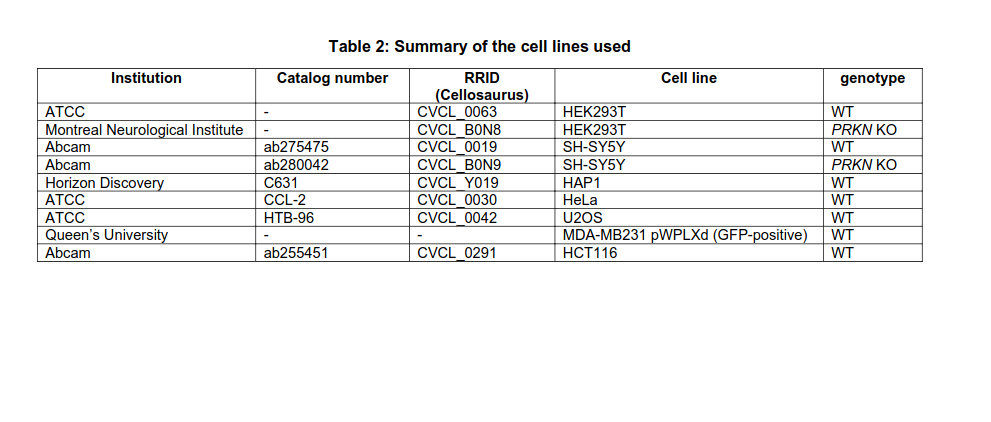 Table 2: Summary of the cell lines used
Institution Catalog number RRID (Cellosaurus) Cell line genotype
ATCC - CVCL_0063 HEK293T WT
Montreal Neurological Institute - CVCL_B0N8 HEK293T PRKN KO
Abcam ab275475 CVCL_0019 SH-SY5Y WT
Abcam ab280042 CVCL_B0N9 SH-SY5Y PRKN KO
Horizon Discovery C631 CVCL_Y019 HAP1 WT
ATCC CCL-2 CVCL_0030 HeLa WT
ATCC HTB-96 CVCL_0042 U2OS WT
Queen’s University - - MDA-MB231 pWPLXd (GFP-positive) WT
Abcam ab255451 CVCL_0291 HCT116 WT